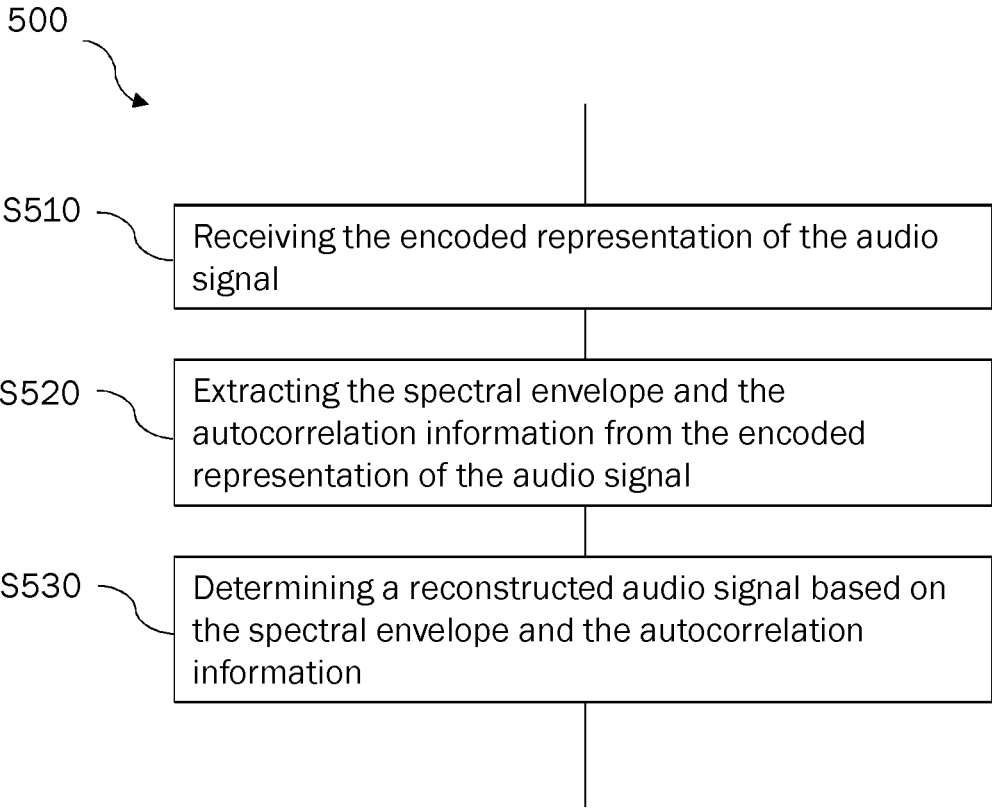 500
S510
Receiving the encoded representation of the audio
signal
S520
Extracting the spectral envelope and the
autocorrelation information from the encoded
representation of the audio signal
S530
Determining a reconstructed audio signal based on
the spectral envelope and the autocorrelation
information